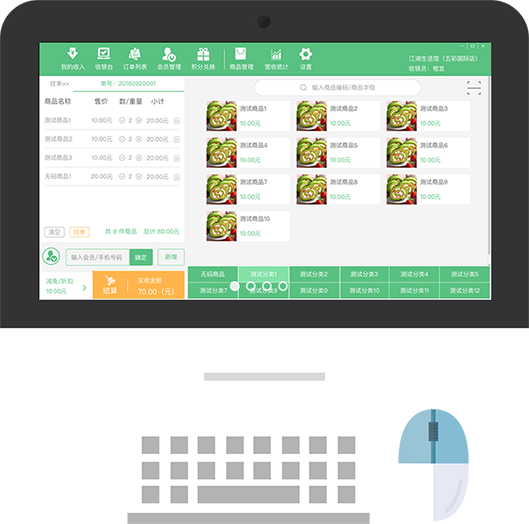 我的收入 收银台 订单列表 会员管理 积分兑换 商品管理 营收统计 设置
江湖生活馆（五彩国际店）
收银员：橙言
挂单>> 单号：20160920001
商品名称 售价 数/重量 小计
测试商品1 10.00元 2 20.00元
测试商品2 10.00元 2 20.00元
测试商品3 10.00元 2 20.00元
无码商品1 20.00元 2 20.00元
清空 挂单 共 8 件商品 总计 80.00元
输入会员/手机号码 确定 新增
减免/折扣
10.00元
结算
实收金额
70.00（元）
输入商品编码/商品字母
测试商品1
10.00元
测试商品2
10.00元
测试商品3
10.00元
测试商品4
10.00元
测试商品5
10.00元
测试商品6
10.00元
测试商品7
10.00元
测试商品8
10.00元
测试商品9
10.00元
测试商品10
10.00元
无码商品 测试分类1 测试分类2 测试分类3 测试分类4 测试分类5
测试分类7 测试分类8 测试分类9 测试分类10 测试分类11 测试分类12